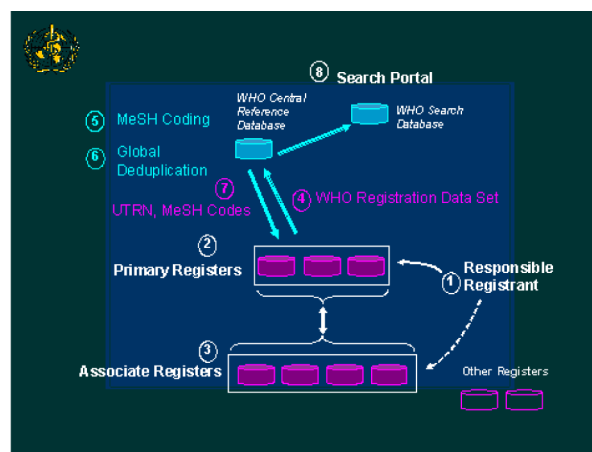 8 Search Portal
WHO Central
Reference
Database
WHO Search
Database
5 MeSH Coding
6 Global
Deduplication
7
UTRN, MeSH Codes
4 WHO Registration Data Set
2
Primary Registers
1 Responsible
Registrant
3
Associate Registers
Other Registers